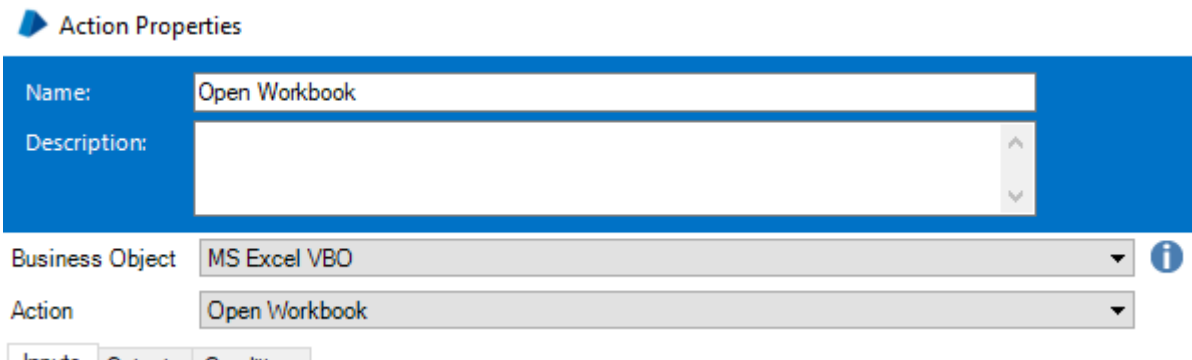 Action Properties
Name: Open Workbook
Description:
Business Object MS Excel VBO
Action Open Workbook